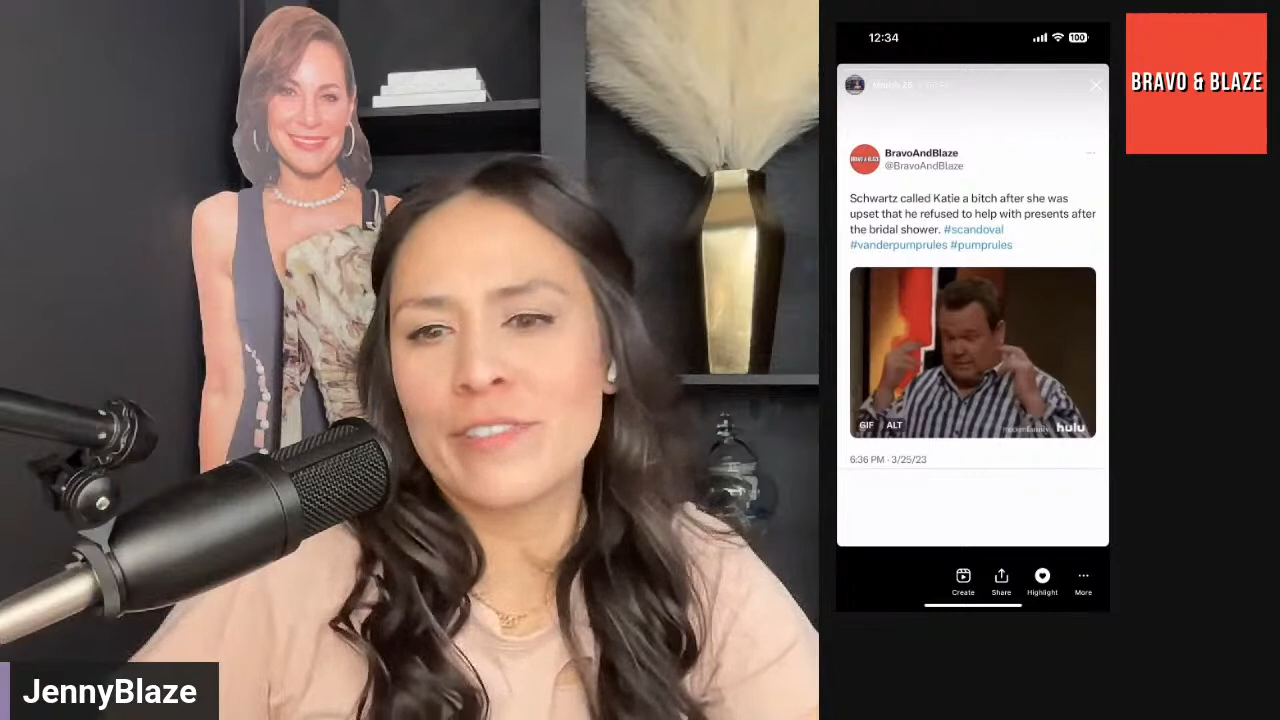 12:34
100
BRAVO & BLAZE
March 26
BravoAndBlaze
@BravoAndBlaze
Schwartz called Katie a bitch after she was
upset that he refused to help with presents after
the bridal shower. #scandoval
#vanderpumprules #pumprules
GIF ALT
hulu
6:36 PM · 3/25/23
Create Share Highlight More
JennyBlaze